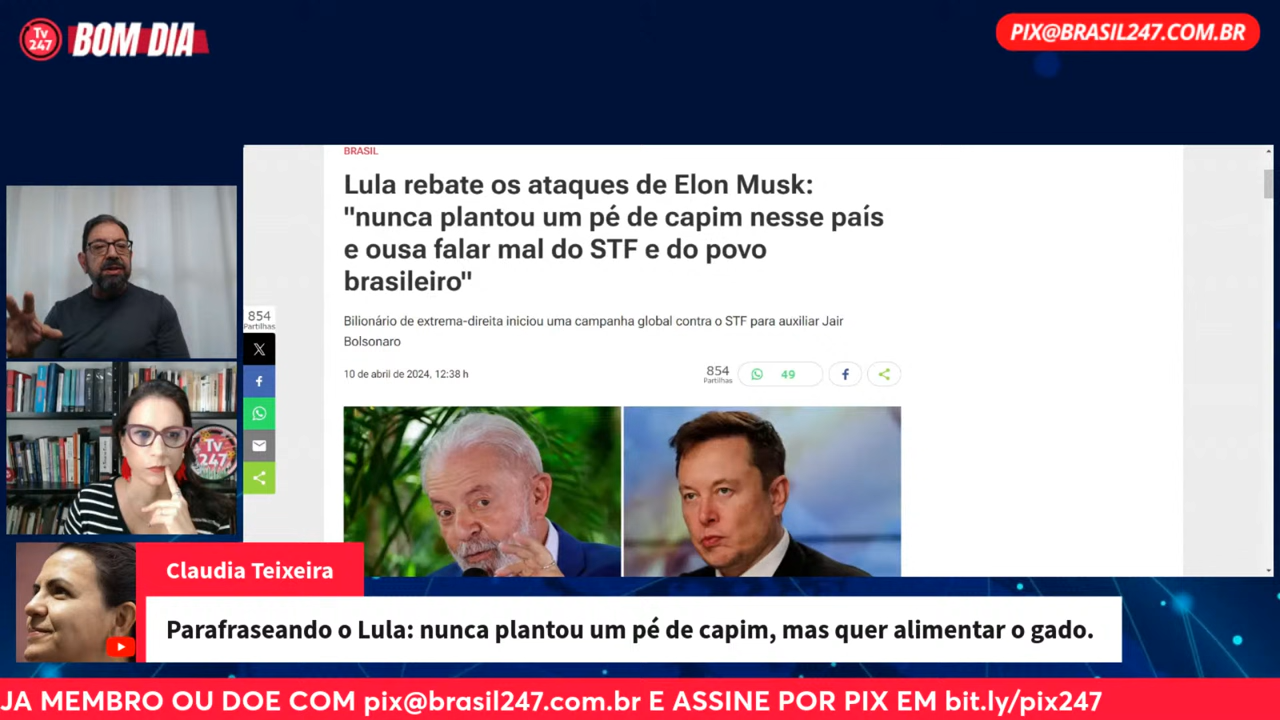 Tv 247 BOM DIA
PIX@BRASIL247.COM.BR
BRASIL
Lula rebate os ataques de Elon Musk:
"nunca plantou um pé de capim nesse país
e ousa falar mal do STF e do povo
brasileiro"
Bilionário de extrema-direita iniciou uma campanha global contra o STF para auxiliar Jair
Bolsonaro
10 de abril de 2024, 12:38 h
854
Partilhas
49
854
Partilhas
Tv
247
Claudia Teixeira
Parafraseando o Lula: nunca plantou um pé de capim, mas quer alimentar o gado.
JA MEMBRO OU DOE COM pix@brasil247.com.br E ASSINE POR PIX EM bit.ly/pix247